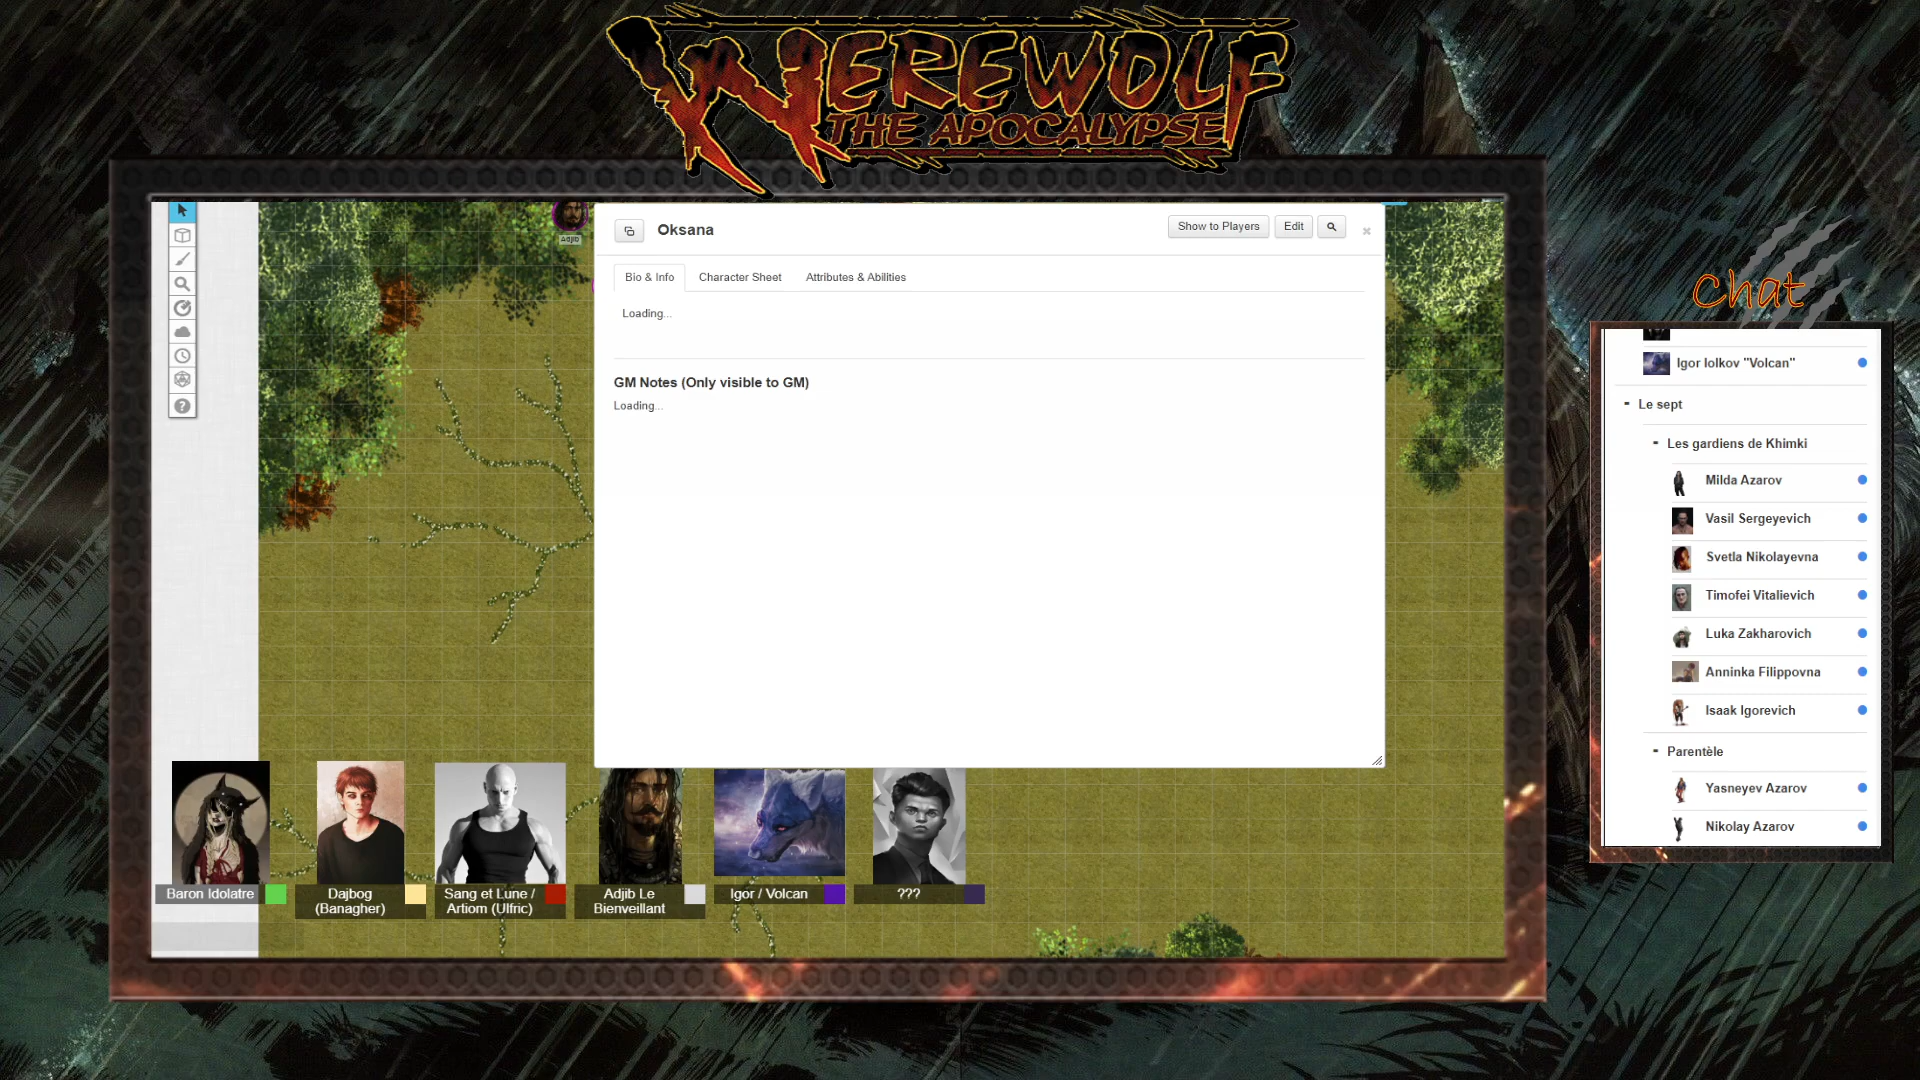 WEREWOLF
THE APOCALYPSE
Adjib
Oksana
Show to Players
Edit
Bio & Info
Character Sheet
Attributes & Abilities
Loading...
GM Notes (Only visible to GM)
Loading...
Baron Idolatre
Dajbog
(Banagher)
Sang et Lune /
Artiom (Ulfric)
Adjib Le
Bienveillant
Igor / Volcan
???
Chat
Igor Iolkov "Volcan"
Le sept
Les gardiens de Khimki
Milda Azarov
Vasil Sergeyevich
Svetla Nikolayevna
Timofei Vitalievich
Luka Zakharovich
Anninka Filippovna
Isaak Igorevich
Parentèle
Yasneyev Azarov
Nikolay Azarov